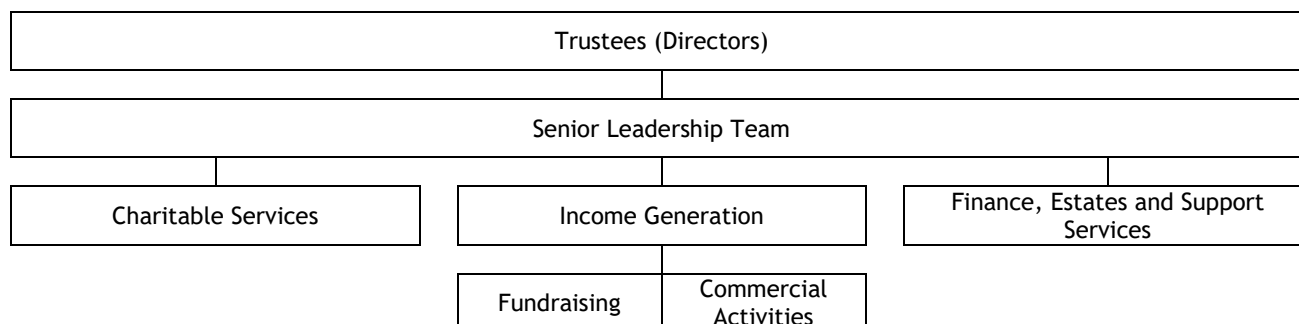 Trustees (Directors)
Senior Leadership Team
Charitable Services
Income Generation
Finance, Estates and Support
Services
Fundraising
Commercial
Activities